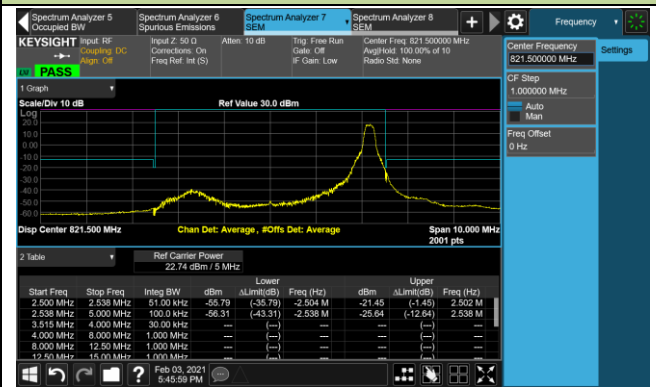 Spectrum Analyzer 5
Occupied BW
Spectrum Analyzer 6
Spurious Emissions
Spectrum Analyzer 7
SEM
Spectrum Analyzer 8
SEM
+
Frequency
KEYSIGHT
Input: RF
Coupling: DC
Align: Off
Input Z: 50 Ω
Corrections: On
Freq Ref: Int (S)
Atten: 10 dB
Trig: Free Run
Gate: Off
IF Gain: Low
Center Freq: 821.500000 MHz
Avg|Hold: 100.00% of 10
Radio Std: None
PASS
Center Frequency
821.500000 MHz
Settings
CF Step
1.000000 MHz
Auto
Man
Freq Offset
0 Hz
1 Graph
Scale/Div 10 dB
Ref Value 30.0 dBm
Log
20.0
10.0
0.00
-10.0
-20.0
-30.0
-40.0
-50.0
-60.0
Disp Center 821.500 MHz
Chan Det: Average , #Offs Det: Average
Span 10.000 MHz
2001 pts
2 Table
Ref Carrier Power
22.74 dBm / 5 MHz
Lower Upper
Start Freq Stop Freq Integ BW dBm ΔLimit(dB) Freq (Hz) dBm ΔLimit(dB) Freq (Hz)
2.500 MHz 2.538 MHz 51.00 kHz -55.79 (-35.79) -2.504 M -21.45 (-1.45) 2.502 M
2.538 MHz 5.000 MHz 100.0 kHz -56.31 (-43.31) -2.538 M -25.64 (-12.64) 2.538 M
3.515 MHz 4.000 MHz 30.00 kHz --- (---) --- --- (---) ---
4.000 MHz 8.000 MHz 1.000 MHz --- (---) --- --- (---) ---
8.000 MHz 12.50 MHz 1.000 MHz --- (---) --- --- (---) ---
12.50 MHz 15.00 MHz 1.000 MHz --- (---) --- --- (---) ---
?
Feb 03, 2021
5:45:59 PM